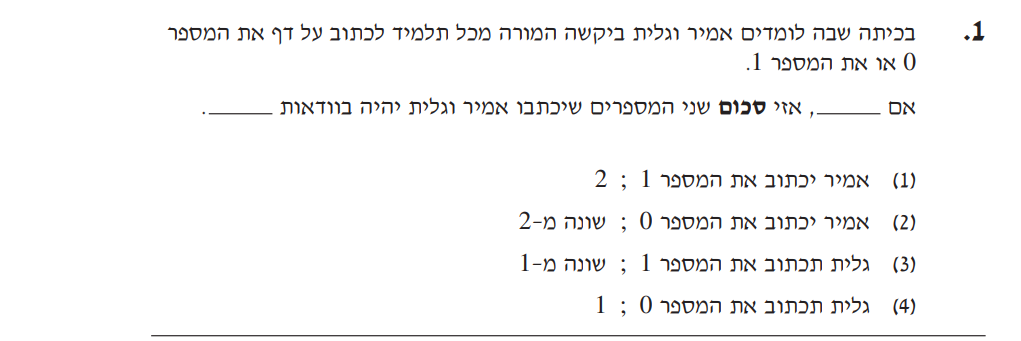 1. בכיתה שבה לומדים אמיר וגלית ביקשה המורה מכל תלמיד לכתוב על דף את המספר
0 או את המספר 1.
אם _____, אזי סכום שני המספרים שיכתבו אמיר וגלית יהיה בוודאות _____.
(1) אמיר יכתוב את המספר 1 ; 2
(2) אמיר יכתוב את המספר 0 ; שונה מ-2
(3) גלית תכתוב את המספר 1 ; שונה מ-1
(4) גלית תכתוב את המספר 0 ; 1